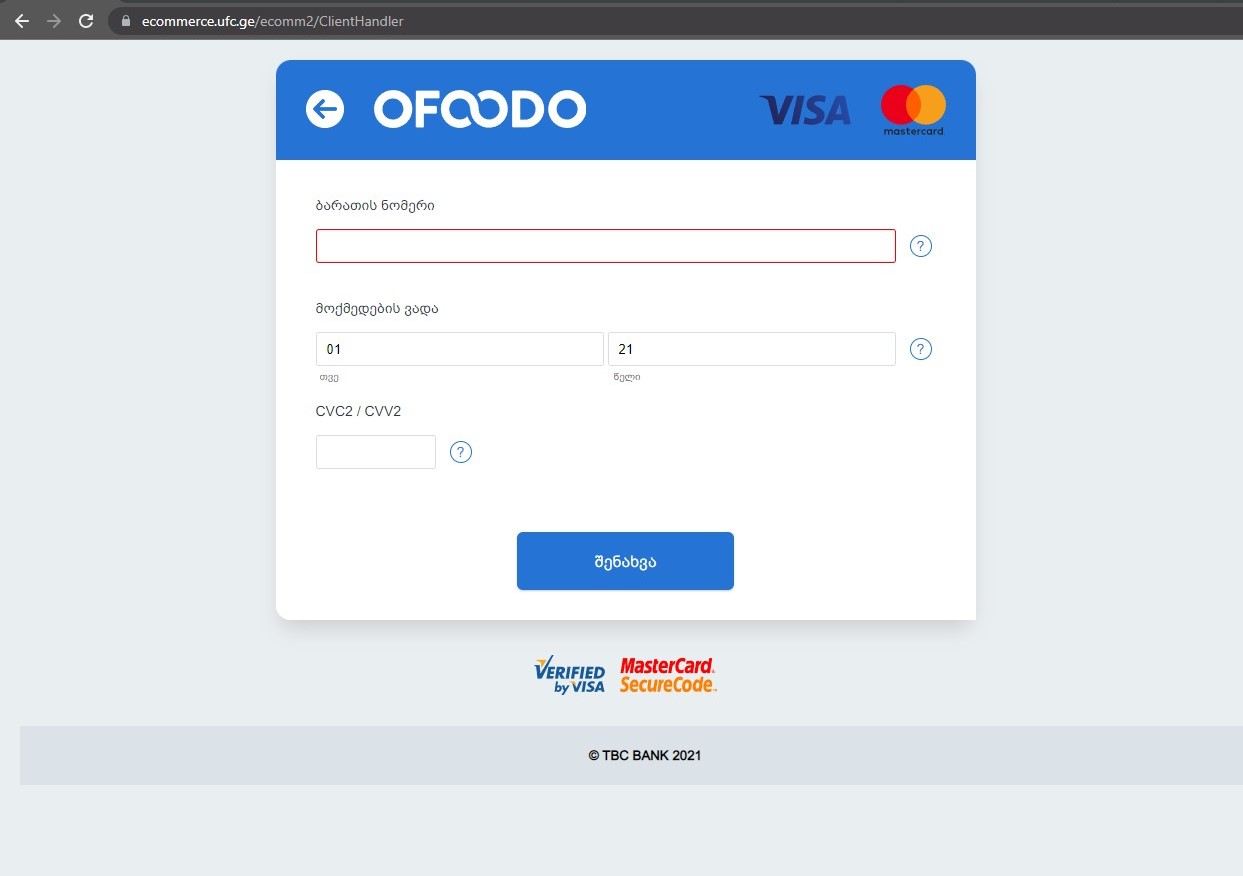 ecommerce.ufc.ge/ecomm2/ClientHandler
OFOODO VISA mastercard
ბარათის ნომერი
?
მოქმედების ვადა
01 21 ?
თვე წელი
CVC2 / CVV2
?
შენახვა
VERIFIED by VISA
MasterCard. SecureCode.
© TBC BANK 2021